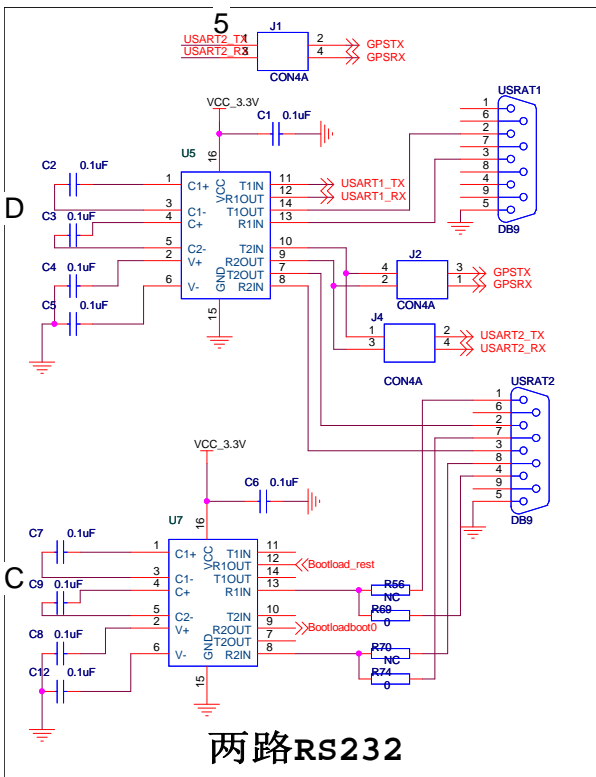 5
J1
USART2_TX 1 2 GPSTX
USART2_RX 3 4 GPSRX
CON4A
VCC_3.3V
C1 0.1uF
USRAT1
1
6
2
7
3
8
4
9
5
DB9
U5
16
VCC
C2 0.1uF
1 C1+ T1IN 11 USART1_TX
R1OUT 12 USART1_RX
3 C1- T1OUT 14
C3 0.1uF
4 C+ R1IN 13
5 C2- T2IN 10
2 V+ R2OUT 9
T2OUT 7
6 V- R2IN 8
GND
15
C4 0.1uF
C5 0.1uF
D
J2
4 3 GPSTX
2 1 GPSRX
CON4A
J4
1 2 USART2_TX
3 4 USART2_RX
CON4A
USRAT2
1
6
2
7
3
8
4
9
5
DB9
VCC_3.3V
C6 0.1uF
U7
16
VCC
C7 0.1uF
1 C1+ T1IN 11
R1OUT 12 Bootload_rest
3 C1- T1OUT 14
C9 0.1uF
4 C+ R1IN 13
5 C2- T2IN 10
2 V+ R2OUT 9 Bootloadboot0
T2OUT 7
6 V- R2IN 8
GND
15
C8 0.1uF
C12 0.1uF
C
R56
NC
R69
0
R70
NC
R74
0
两路RS232